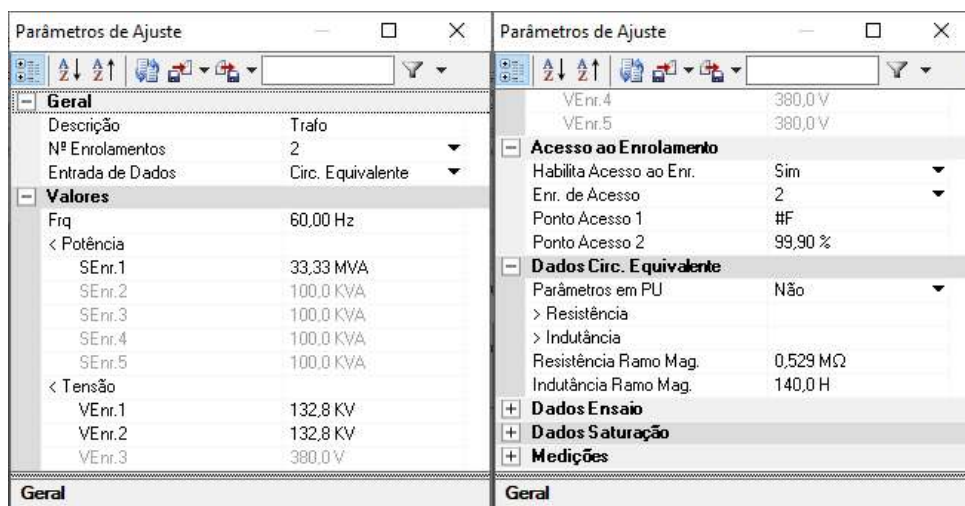 Parâmetros de Ajuste
Geral
Descrição Trafo
Nº Enrolamentos 2
Entrada de Dados Circ. Equivalente
Valores
Frq 60,00 Hz
< Potência
SEnr.1 33,33 MVA
SEnr.2 100,0 KVA
SEnr.3 100,0 KVA
SEnr.4 100,0 KVA
SEnr.5 100,0 KVA
< Tensão
VEnr.1 132,8 KV
VEnr.2 132,8 KV
VEnr.3 380,0 V
Geral
Parâmetros de Ajuste
VEnr.4 380,0 V
VEnr.5 380,0 V
Acesso ao Enrolamento
Habilita Acesso ao Enr. Sim
Enr. de Acesso 2
Ponto Acesso 1 #F
Ponto Acesso 2 99,90 %
Dados Circ. Equivalente
Parâmetros em PU Não
> Resistência
> Indutância
Resistência Ramo Mag. 0,529 MΩ
Indutância Ramo Mag. 140,0 H
Dados Ensaio
Dados Saturação
Medições
Geral